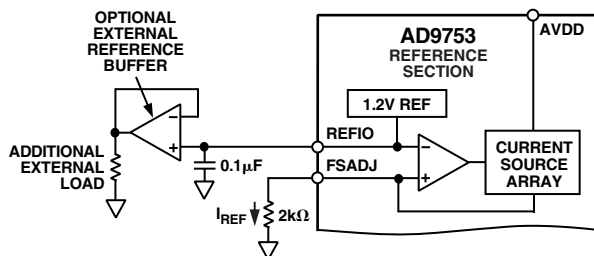 OPTIONAL
EXTERNAL
REFERENCE
BUFFER
AD9753
REFERENCE
SECTION
AVDD
1.2V REF
REFIO
ADDITIONAL
EXTERNAL
LOAD
0.1μF
FSADJ
CURRENT
SOURCE
ARRAY
IREF
2kΩ